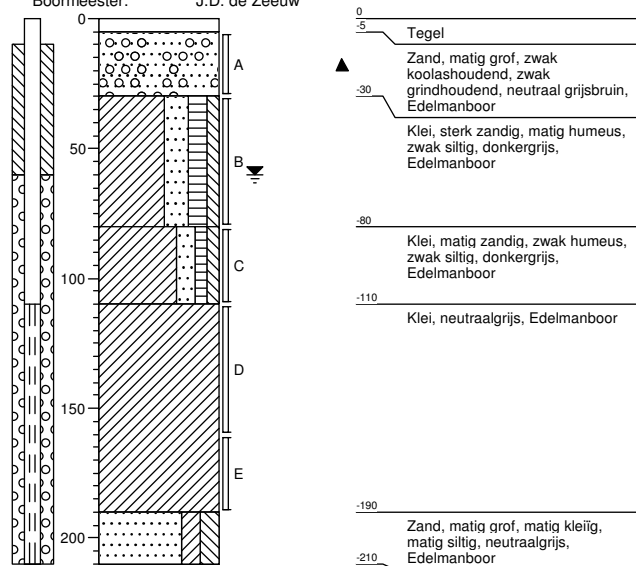 Boormeester: J.D. de Zeeuw
0
50
100
150
200
A
B
C
D
E
0
-5
Tegel
Zand, matig grof, zwak
koolashoudend, zwak
grindhoudend, neutraal grijsbruin,
Edelmanboor
-30
Klei, sterk zandig, matig humeus,
zwak siltig, donkergrijs,
Edelmanboor
-80
Klei, matig zandig, zwak humeus,
zwak siltig, donkergrijs,
Edelmanboor
-110
Klei, neutraalgrijs, Edelmanboor
-190
Zand, matig grof, matig kleiïg,
matig siltig, neutraalgrijs,
Edelmanboor
-210